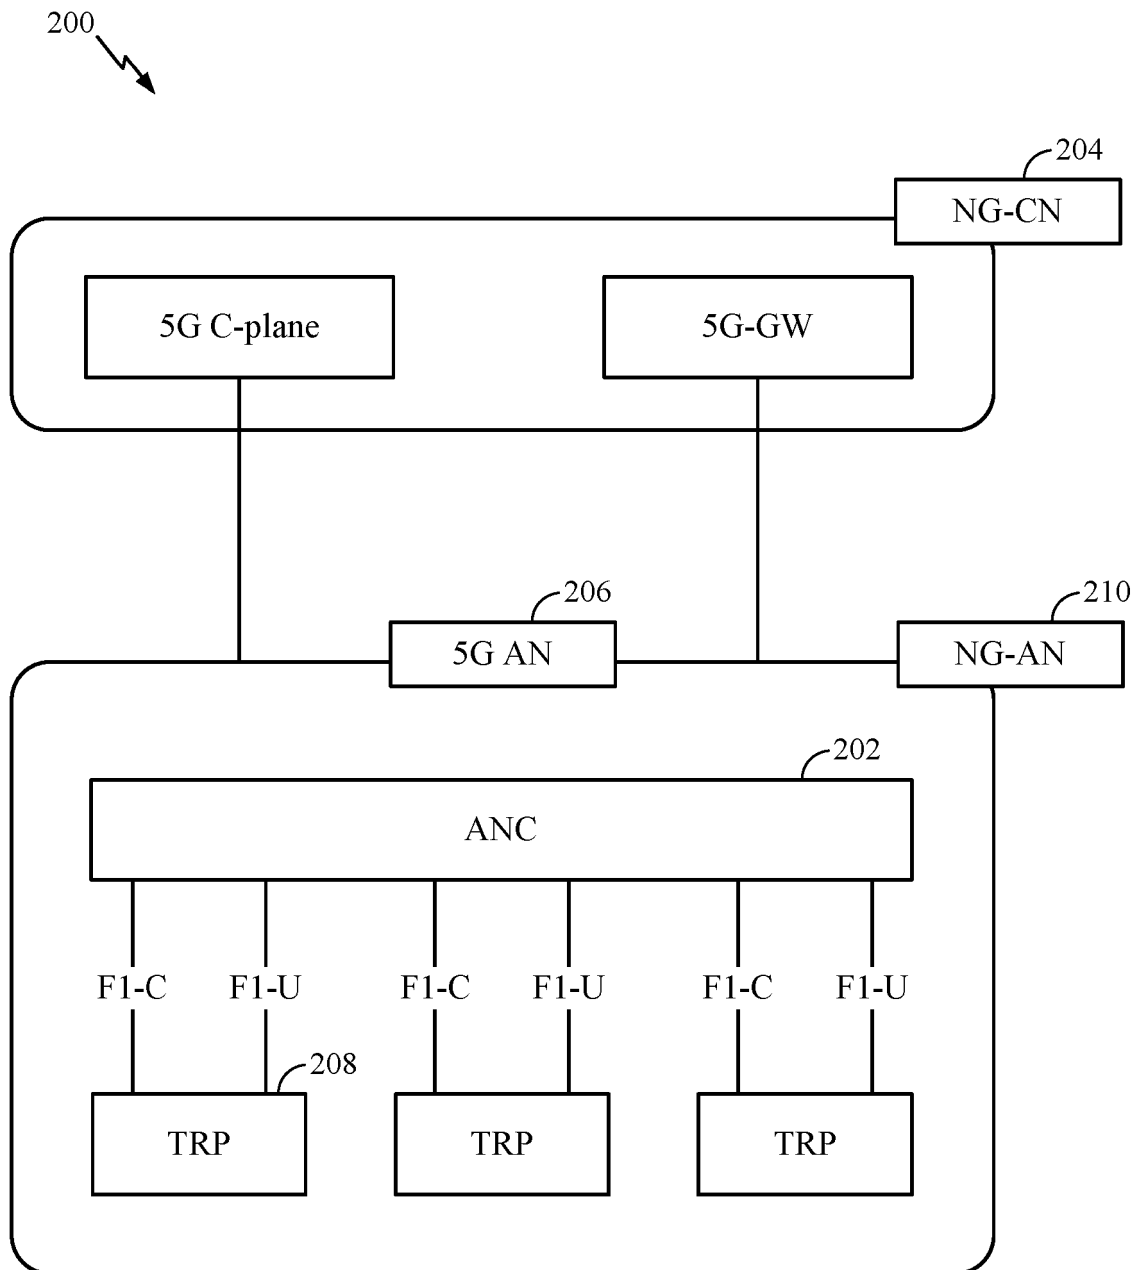 200
204
NG-CN
5G C-plane
5G-GW
206
210
5G AN
NG-AN
202
ANC
F1-C
F1-U
F1-C
F1-U
F1-C
F1-U
208
TRP
TRP
TRP